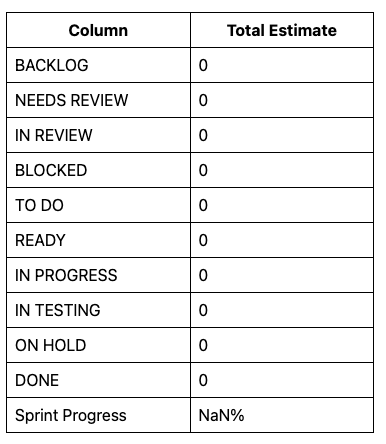 Column Total Estimate
BACKLOG 0
NEEDS REVIEW 0
IN REVIEW 0
BLOCKED 0
TO DO 0
READY 0
IN PROGRESS 0
IN TESTING 0
ON HOLD 0
DONE 0
Sprint Progress NaN%